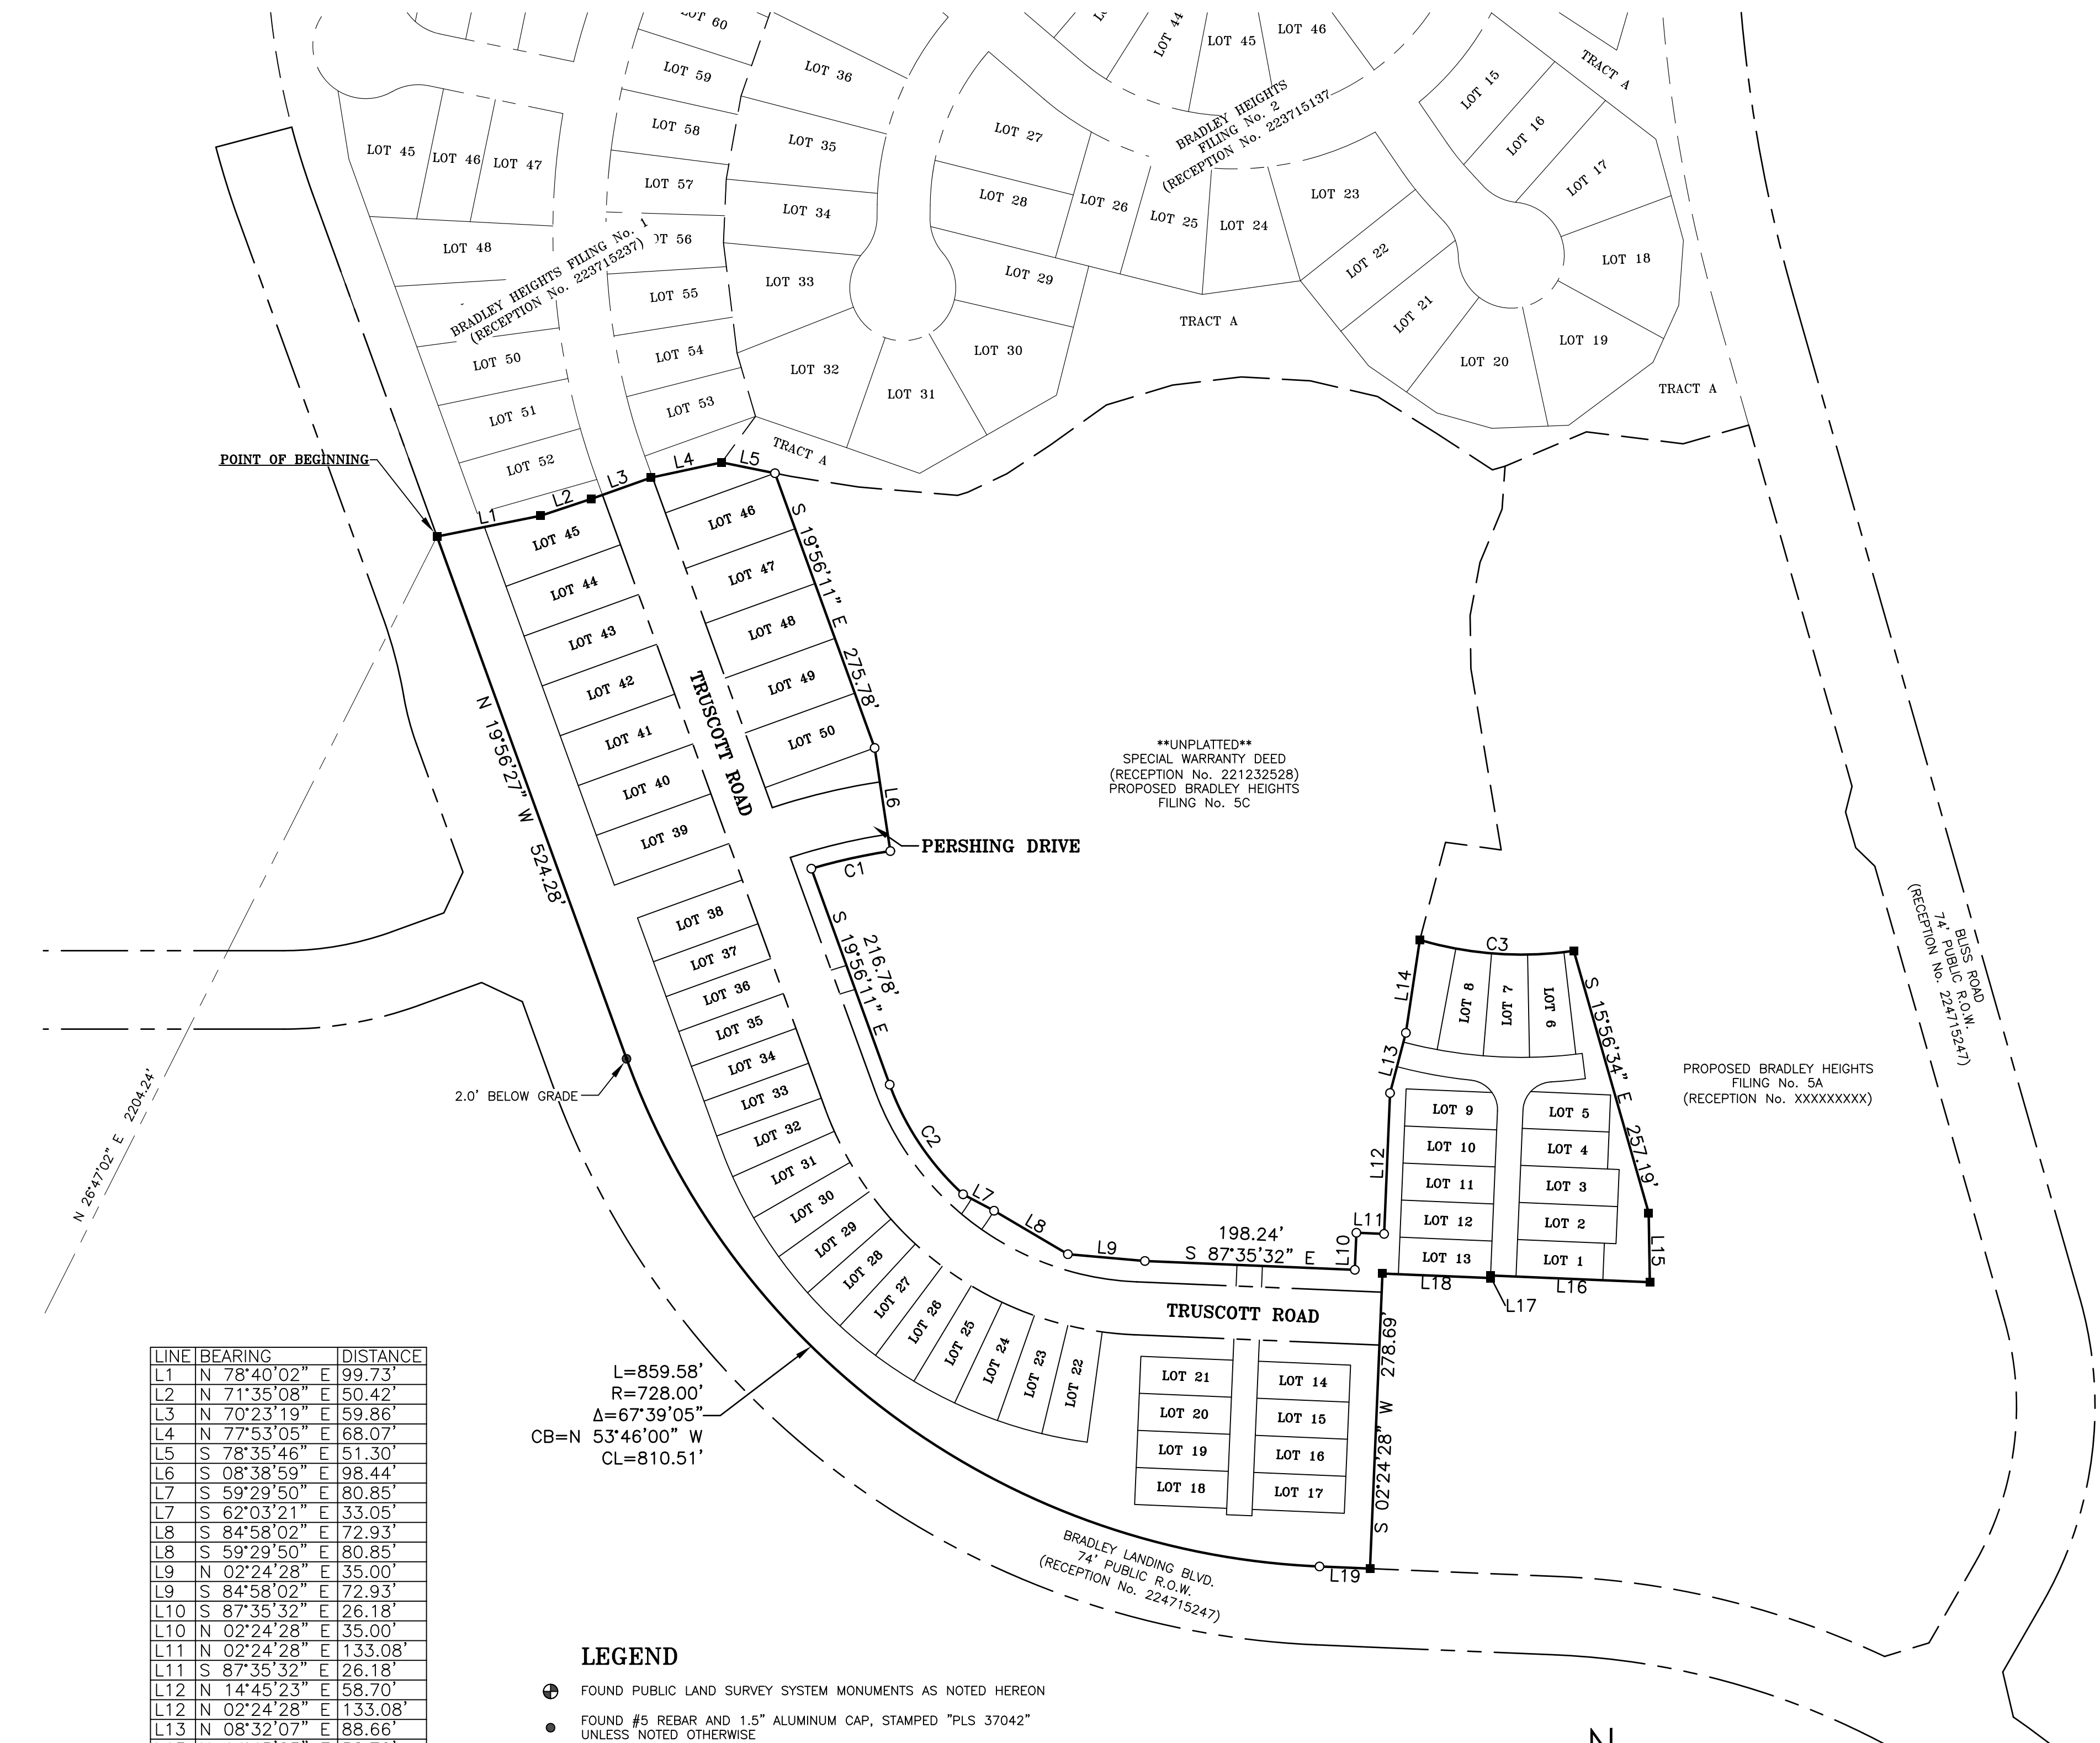 LOT 60
LOT 59
LOT 58
LOT 57
LOT 55
LOT 54
LOT 53
LOT 36
LOT 35
LOT 34
LOT 33
LOT 32
LOT 31
LOT 30
LOT 29
LOT 28
LOT 27
LOT 26
LOT 25
LOT 24
LOT 23
LOT 22
LOT 21
LOT 20
LOT 19
LOT 18
LOT 17
LOT 16
LOT 15
LOT 44
LOT 45
LOT 46
TRACT A
TRACT A
TRACT A
TRACT A
BRADLEY HEIGHTS
FILING No. 2
(RECEPTION No. 223715137
LOT 45
LOT 46
LOT 47
LOT 48
BRADLEY HEIGHTS FILING No. 1
(RECEPTION No. 223715237)
OT 56
LOT 50
LOT 51
LOT 52
POINT OF BEGINNING
L1
L2
L3
L4
L5
LOT 45
LOT 44
LOT 43
LOT 42
LOT 41
LOT 40
LOT 39
LOT 46
LOT 47
LOT 48
LOT 49
LOT 50
S 19°56'11" E 275.78'
N 19°56'27" W 524.28'
TRUSCOTT ROAD
L6
PERSHING DRIVE
C1
**UNPLATTED**
SPECIAL WARRANTY DEED
(RECEPTION No. 221232528)
PROPOSED BRADLEY HEIGHTS
FILING No. 5C
216.78'
S 19°56'11" E
LOT 38
LOT 37
LOT 36
LOT 35
LOT 34
LOT 33
LOT 32
LOT 31
LOT 30
LOT 29
LOT 28
LOT 27
LOT 26
LOT 25
LOT 24
LOT 23
LOT 22
2.0' BELOW GRADE
N 26°47'02" E 2204.24'
C2
L7
L8
L9
198.24'
S 87°35'32" E
L10
L11
L12
L13
L14
C3
LOT 8
LOT 7
LOT 6
S 15°56'34" E 257.19'
LOT 9
LOT 10
LOT 11
LOT 12
LOT 13
LOT 5
LOT 4
LOT 3
LOT 2
LOT 1
L15
L16
L17
L18
BLISS ROAD
74' PUBLIC R.O.W.
(RECEPTION No. 224715247)
PROPOSED BRADLEY HEIGHTS
FILING No. 5A
(RECEPTION No. XXXXXXXXX)
TRUSCOTT ROAD
S 02°24'28" W 278.69'
LOT 21
LOT 20
LOT 19
LOT 18
LOT 14
LOT 15
LOT 16
LOT 17
L19
L=859.58'
R=728.00'
Δ=67°39'05"
CB=N 53°46'00" W
CL=810.51'
BRADLEY LANDING BLVD.
74' PUBLIC R.O.W.
(RECEPTION No. 224715247)
LINE BEARING DISTANCE
L1 N 78°40'02" E 99.73'
L2 N 71°35'08" E 50.42'
L3 N 70°23'19" E 59.86'
L4 N 77°53'05" E 68.07'
L5 S 78°35'46" E 51.30'
L6 S 08°38'59" E 98.44'
L7 S 59°29'50" E 80.85'
L7 S 62°03'21" E 33.05'
L8 S 84°58'02" E 72.93'
L8 S 59°29'50" E 80.85'
L9 N 02°24'28" E 35.00'
L9 S 84°58'02" E 72.93'
L10 S 87°35'32" E 26.18'
L10 N 02°24'28" E 35.00'
L11 N 02°24'28" E 133.08'
L11 S 87°35'32" E 26.18'
L12 N 14°45'23" E 58.70'
L12 N 02°24'28" E 133.08'
L13 N 08°32'07" E 88.66'
LEGEND
FOUND PUBLIC LAND SURVEY SYSTEM MONUMENTS AS NOTED HEREON
FOUND #5 REBAR AND 1.5" ALUMINUM CAP, STAMPED "PLS 37042"
UNLESS NOTED OTHERWISE
N